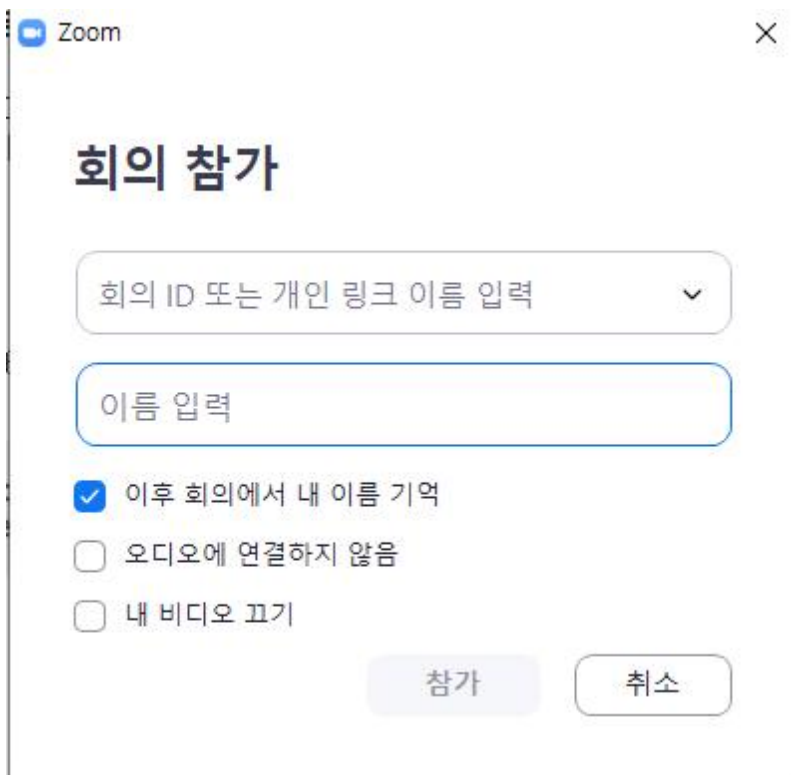 Zoom
회의 참가
회의 ID 또는 개인 링크 이름 입력
이름 입력
이후 회의에서 내 이름 기억
오디오에 연결하지 않음
내 비디오 끄기
참가 취소